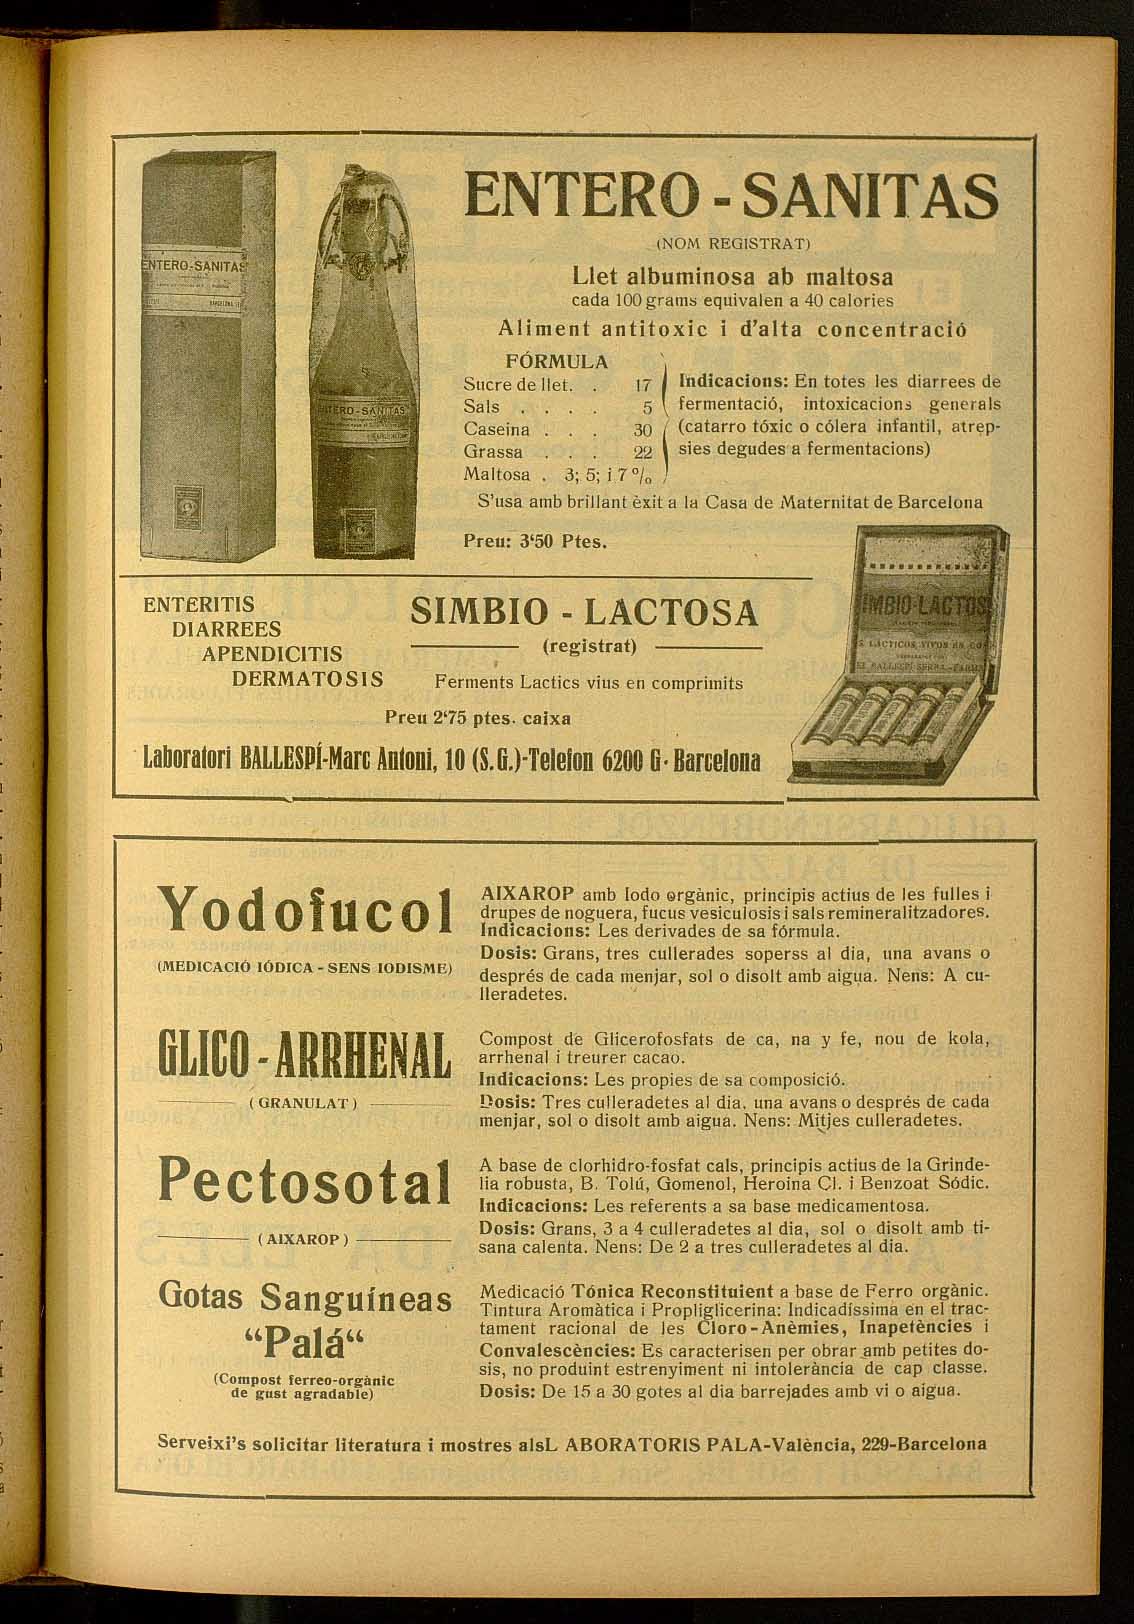 ENTERO-SANITAS
BARCELONA
ENTERO-SANITAS
ENTERO - SANITAS
(NOM REGISTRAT)
Llet albuminosa ab maltosa
cada 100 grams equivalen a 40 calories
Aliment antitoxic i d'alta concentració
FÓRMULA
Sucre de llet. . 17
Sals . . . . 5
Caseina . . . 30
Grassa . . . 22
Maltosa . 3; 5; i 7 º/o
Indicacions: En totes les diarrees de
fermentació, intoxicacions generals
(catarro tóxic o cólera infantil, atrep-
sies degudes a fermentacions)
S'usa amb brillant èxit a la Casa de Maternitat de Barcelona
Preu: 3‘50 Ptes.
ENTERITIS
DIARREES
APENDICITIS
DERMATOSIS
SIMBIO - LACTOSA
(registrat)
Ferments Lactics vius en comprimits
Preu 2‘75 ptes. caixa
Laboratori BALLESPÍ-Marc Antoni, 10 (S.G.)-Telefon 6200 G· Barcelona
IMBIO-LACTOS
LACTICOS VIVOS EN
BALLESPÍ SERRA
Yodofucol
(MEDICACIÓ IÓDICA - SENS IODISME)
AIXAROP amb Iodo orgànic, principis actius de les fulles i
drupes de noguera, fucus vesiculosis i sals remineralitzadores.
Indicacions: Les derivades de sa fórmula.
Dosis: Grans, tres cullerades soperss al dia, una avans o
després de cada menjar, sol o disolt amb aigua. Nens: A cu-
lleradetes.
GLICO - ARRHENAL
(GRANULAT)
Compost de Glicerofosfats de ca, na y fe, nou de kola,
arrhenal i treurer cacao.
Indicacions: Les propies de sa composició.
Dosis: Tres culleradetes al dia, una avans o després de cada
menjar, sol o disolt amb aigua. Nens: Mitjes culleradetes.
Pectosotal
(AIXAROP)
A base de clorhidro-fosfat cals, principis actius de la Grinde-
lia robusta, B. Tolú, Gomenol, Heroina Cl. i Benzoat Sódic.
Indicacions: Les referents a sa base medicamentosa.
Dosis: Grans, 3 a 4 culleradetes al dia, sol o disolt amb ti-
sana calenta. Nens: De 2 a tres culleradetes al dia.
Gotas Sanguíneas
“Palá“
(Compost ferreo-orgànic
de gust agradable)
Medicació Tónica Reconstituient a base de Ferro orgànic.
Tintura Aromàtica i Propliglicerina: Indicadíssima en el trac-
tament racional de les Cloro-Anèmies, Inapetències i
Convalescències: Es caracterisen per obrar amb petites do-
sis, no produint estrenyiment ni intolerància de cap classe.
Dosis: De 15 a 30 gotes al dia barrejades amb vi o aigua.
Serveixi's solicitar literatura i mostres alsL ABORATORIS PALA-València, 229-Barcelona